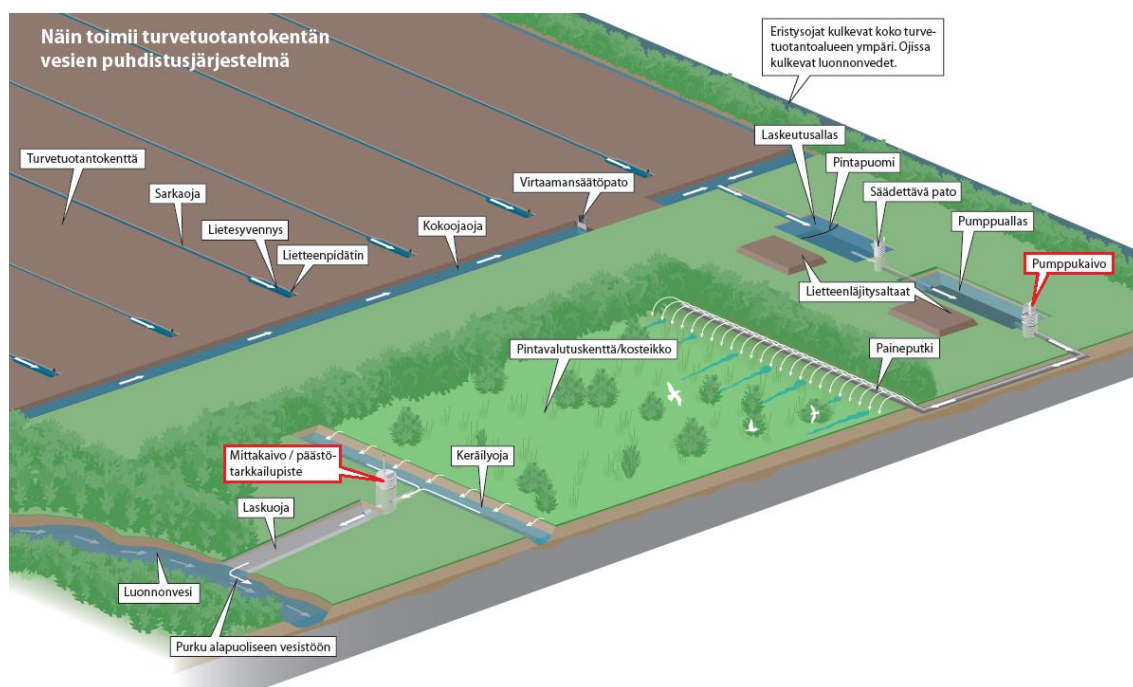 Näin toimii turvetuotantokentän
vesien puhdistusjärjestelmä
Eristysojat kulkevat koko turve-
tuotantoalueen ympäri. Ojissa
kulkevat luonnonvedet.
Laskeutusallas
Pintapuomi
Säädettävä pato
Pumppuallas
Pumppukaivo
Turvetuotantokenttä
Sarkaoja
Lietesyvennys
Lietteenpidätin
Virtaamansäätöpato
Kokoojaoja
Lietteenläjitysaltaat
Pintavalutuskenttä/kosteikko
Paineputki
Mittakaivo / päästö-
tarkkailupiste
Keräilyoja
Laskuoja
Luonnonvesi
Purku alapuoliseen vesistöön